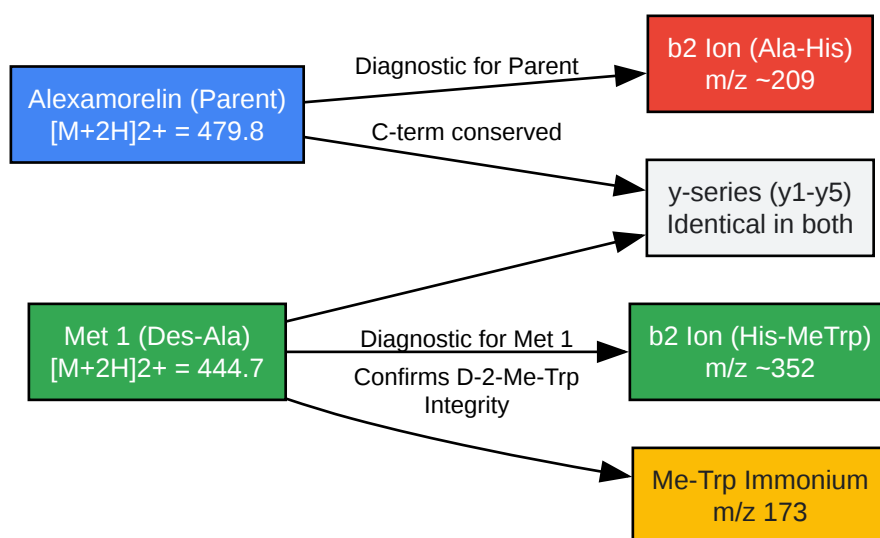 Alexamorelin (Parent)
[M+2H]2+ = 479.8
Diagnostic for Parent
b2 Ion (Ala-His)
m/z ~209
C-term conserved
y-series (y1-y5)
Identical in both
Met 1 (Des-Ala)
[M+2H]2+ = 444.7
Diagnostic for Met 1
b2 Ion (His-MeTrp)
m/z ~352
Confirms D-2-Me-Trp
Integrity
Me-Trp Immonium
m/z 173